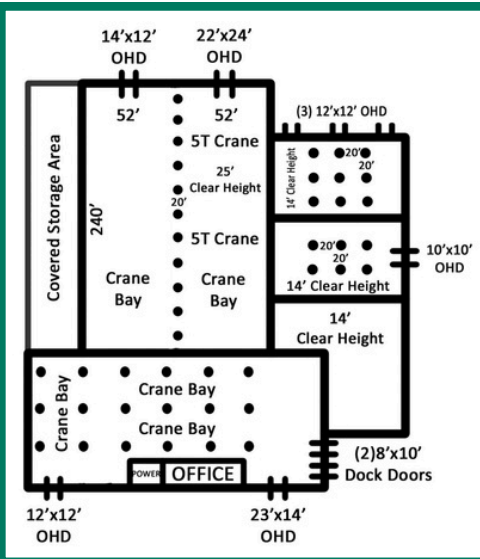 14'x12'
OHD
22'x24'
OHD
(3) 12'x12' OHD
52'
52'
5T Crane
25'
Clear Height
20'
5T Crane
Crane
Bay
Crane
Bay
240'
Covered Storage Area
14' Clear Height
20'
20'
20'
20'
14' Clear Height
10'x10'
OHD
14'
Clear Height
Crane Bay
Crane Bay
Crane Bay
POWER
OFFICE
(2)8'x10'
Dock Doors
12'x12'
OHD
23'x14'
OHD